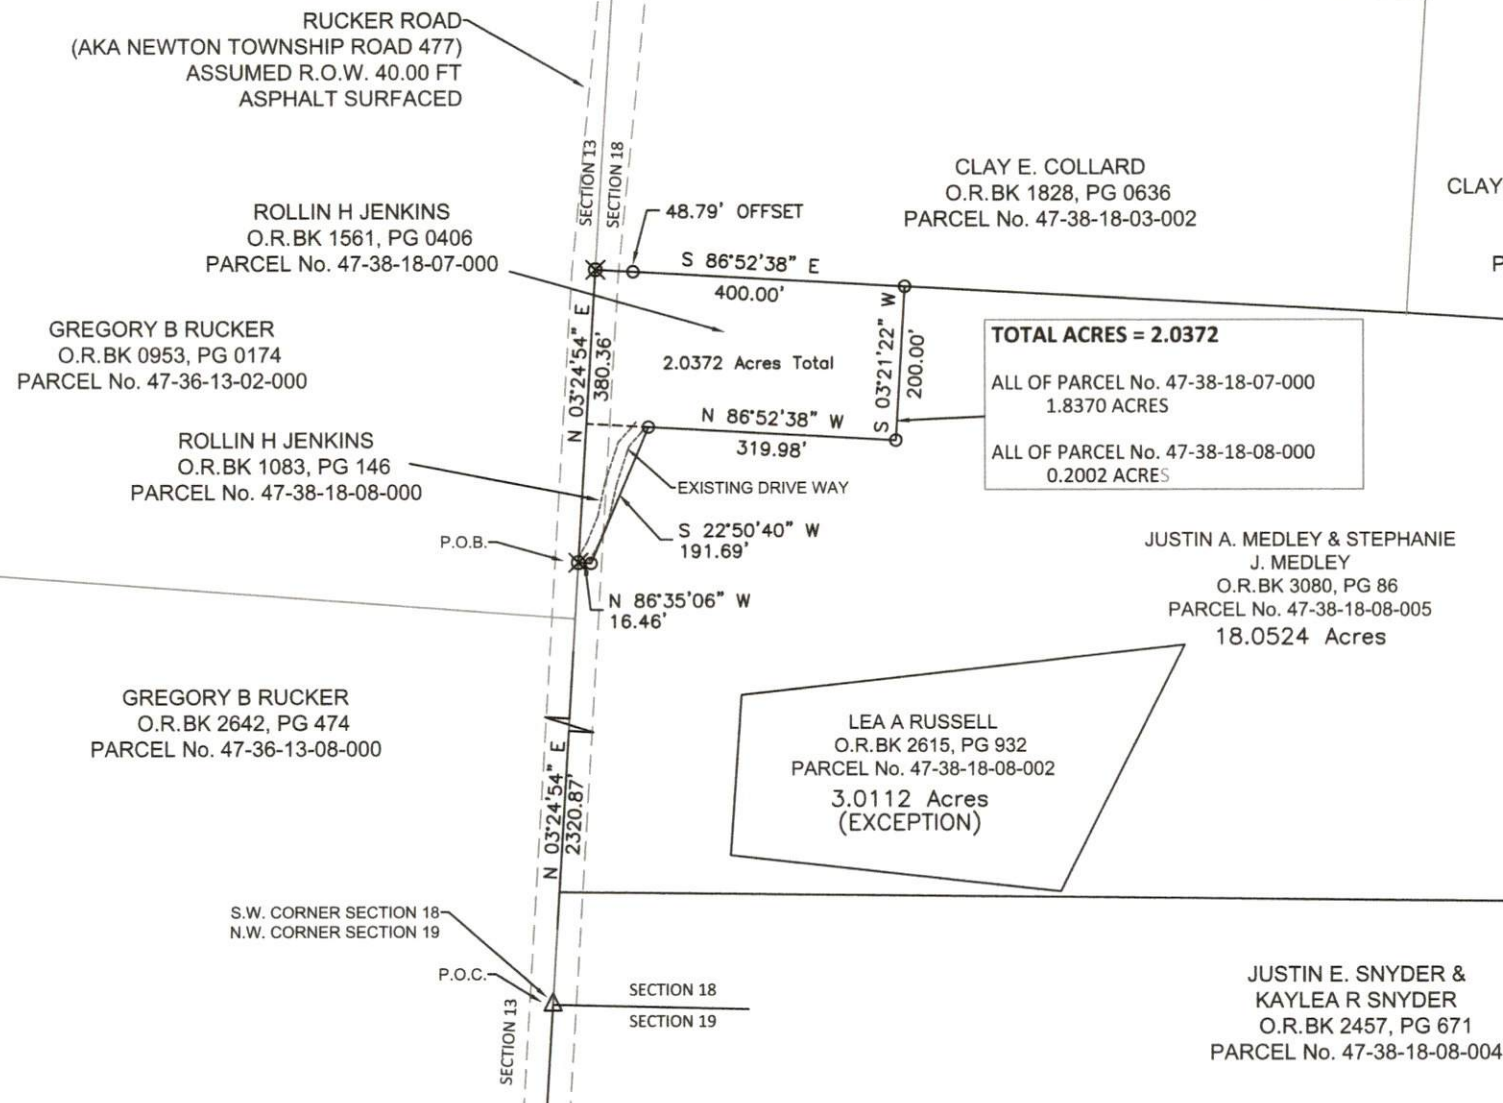 RUCKER ROAD
(AKA NEWTON TOWNSHIP ROAD 477)
ASSUMED R.O.W. 40.00 FT
ASPHALT SURFACED
SECTION 13
SECTION 18
CLAY E. COLLARD
O.R.BK 1828, PG 0636
PARCEL No. 47-38-18-03-002
CLAY
P
ROLLIN H JENKINS
O.R.BK 1561, PG 0406
PARCEL No. 47-38-18-07-000
48.79' OFFSET
S 86°52'38" E
400.00'
GREGORY B RUCKER
O.R.BK 0953, PG 0174
PARCEL No. 47-36-13-02-000
N 03°24'54" E
380.36'
2.0372 Acres Total
S 03°21'22" W
200.00'
TOTAL ACRES = 2.0372
ALL OF PARCEL No. 47-38-18-07-000
1.8370 ACRES
ALL OF PARCEL No. 47-38-18-08-000
0.2002 ACRES
N 86°52'38" W
319.98'
ROLLIN H JENKINS
O.R.BK 1083, PG 146
PARCEL No. 47-38-18-08-000
EXISTING DRIVE WAY
S 22°50'40" W
191.69'
P.O.B.
N 86°35'06" W
16.46'
JUSTIN A. MEDLEY & STEPHANIE
J. MEDLEY
O.R.BK 3080, PG 86
PARCEL No. 47-38-18-08-005
18.0524 Acres
GREGORY B RUCKER
O.R.BK 2642, PG 474
PARCEL No. 47-36-13-08-000
LEA A RUSSELL
O.R.BK 2615, PG 932
PARCEL No. 47-38-18-08-002
3.0112 Acres
(EXCEPTION)
N 03°24'54" E
2320.87'
S.W. CORNER SECTION 18
N.W. CORNER SECTION 19
P.O.C.
SECTION 18
SECTION 19
SECTION 13
JUSTIN E. SNYDER &
KAYLEA R SNYDER
O.R.BK 2457, PG 671
PARCEL No. 47-38-18-08-004